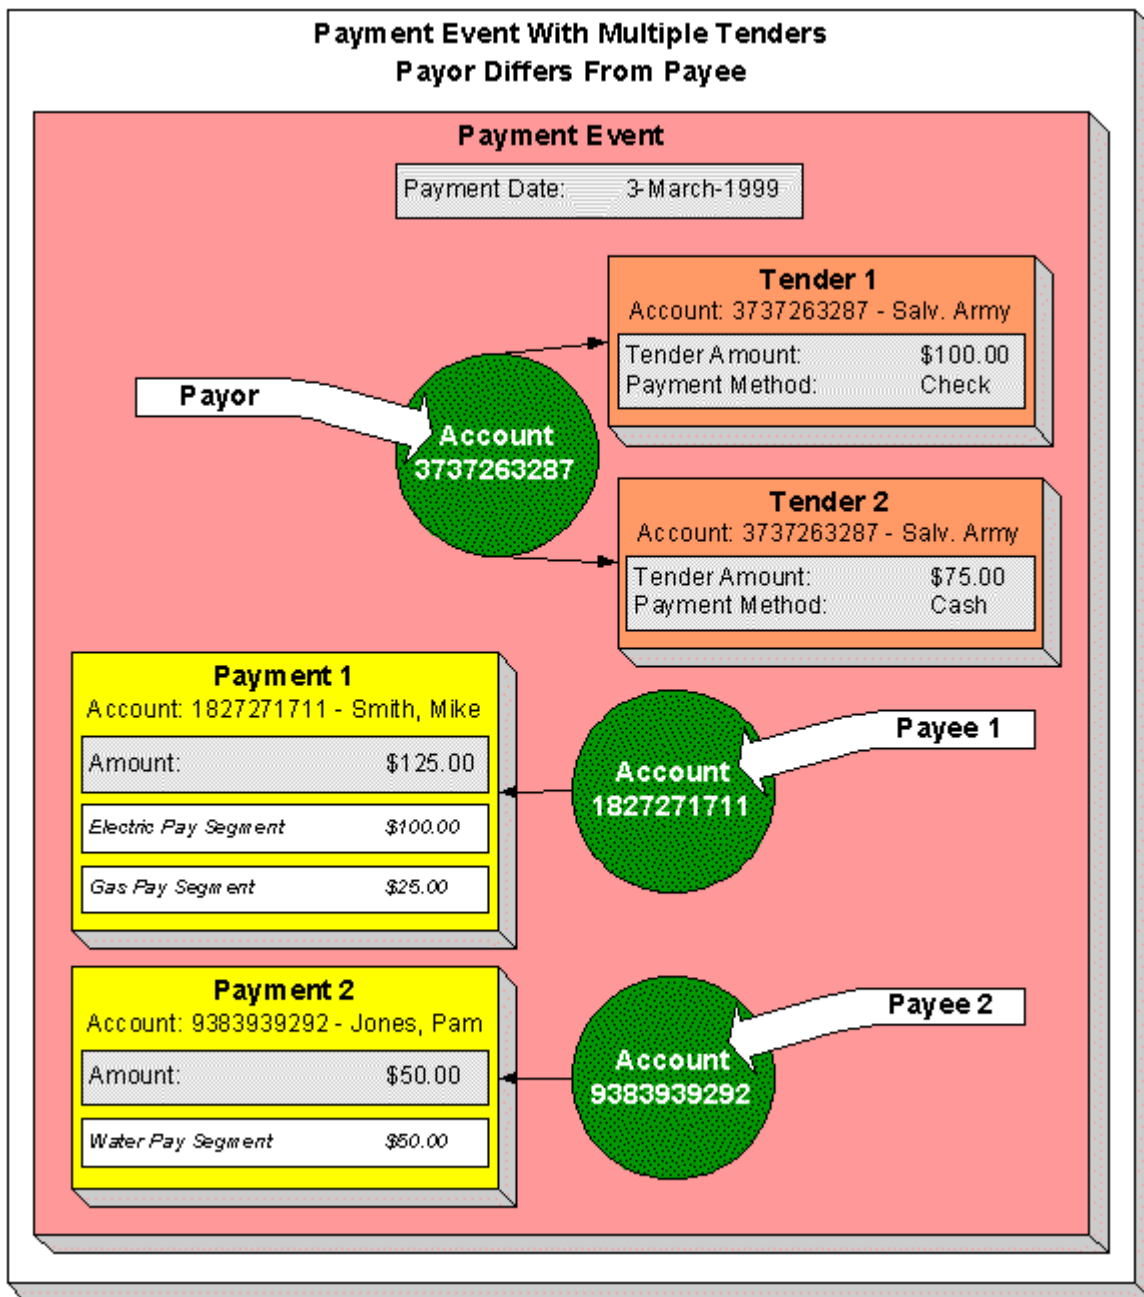 Payment Event With Multiple Tenders
Payor Differs From Payee
Payment Event
Payment Date: 3-March-1999
Tender 1
Account: 3737263287 - Salv. Army
Tender Amount: $100.00
Payment Method: Check
Payor
Account
3737263287
Tender 2
Account: 3737263287 - Salv. Army
Tender Amount: $75.00
Payment Method: Cash
Payment 1
Account: 1827271711 - Smith, Mike
Amount: $125.00
Electric Pay Segment $100.00
Gas Pay Segment $25.00
Payee 1
Account
1827271711
Payment 2
Account: 9383939292 - Jones, Pam
Amount: $50.00
Water Pay Segment $50.00
Payee 2
Account
9383939292